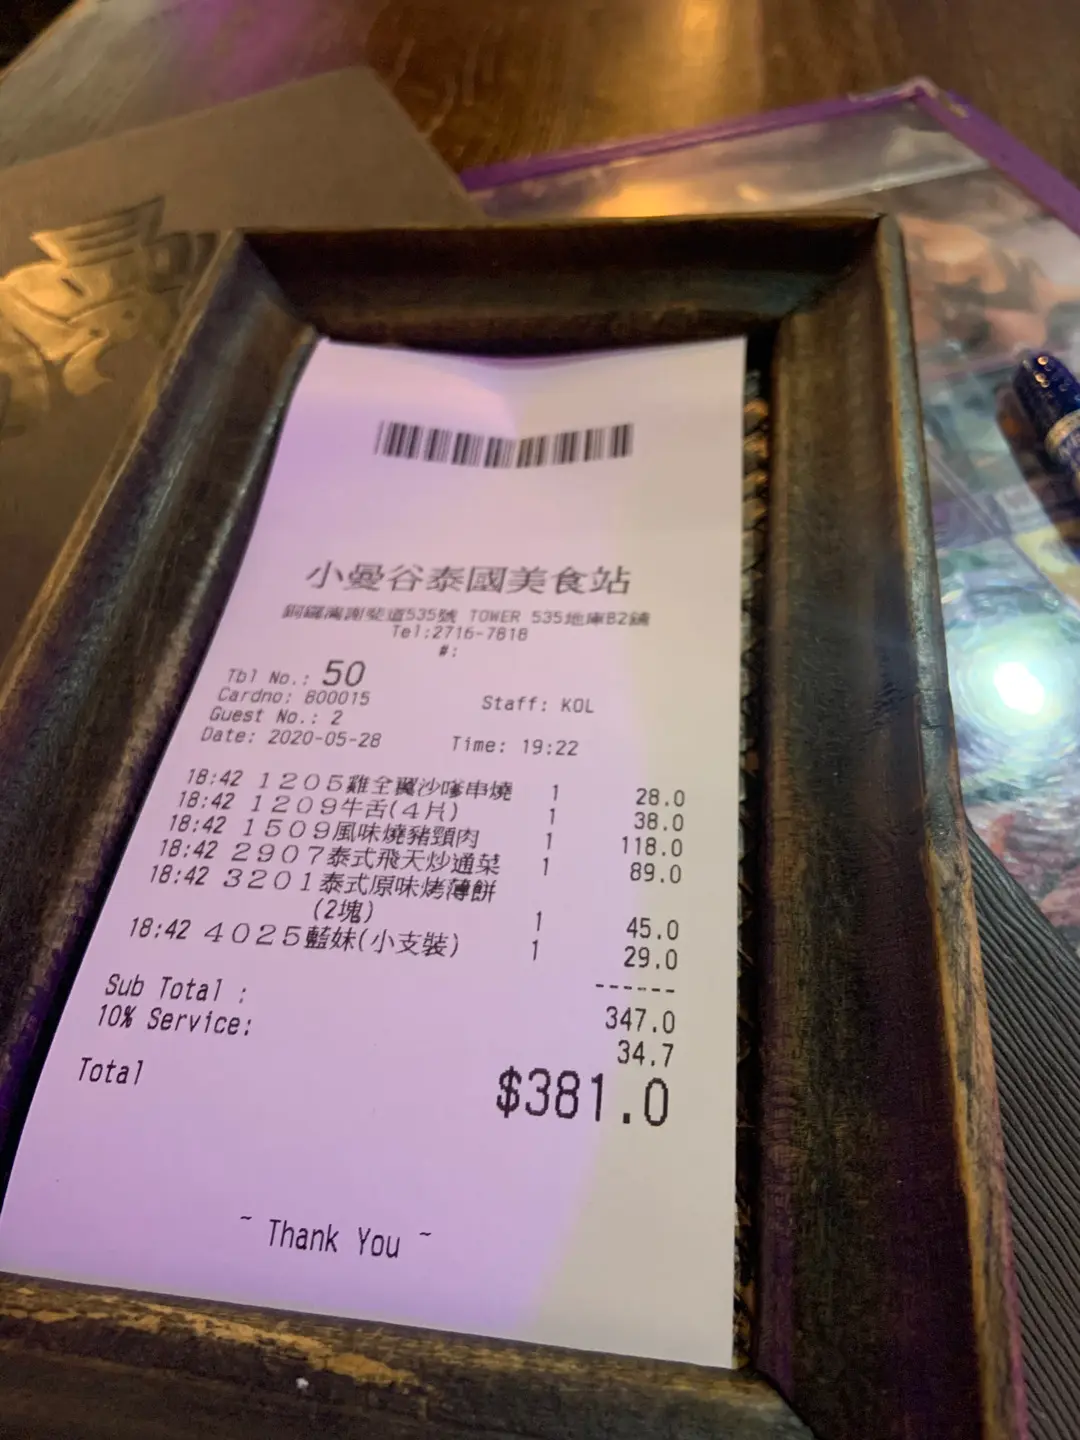 小曼谷泰國美食站
銅鑼灣謝斐道535號 TOWER 535地庫B2舖
Tel:2716-7818
#:
Tbl No.: 50
Cardno: 800015 Staff: KOL
Guest No.: 2
Date: 2020-05-28 Time: 19:22
18:42 1205雞全翼沙嗲串燒 1 28.0
18:42 1209牛舌(4片) 1 38.0
18:42 1509風味燒豬頸肉 1 118.0
18:42 2907泰式飛天炒通菜 1 89.0
18:42 3201泰式原味烤薄餅
(2塊) 1 45.0
18:42 4025藍妹(小支裝) 1 29.0
------
Sub Total : 347.0
10% Service: 34.7
Total $381.0
~ Thank You ~